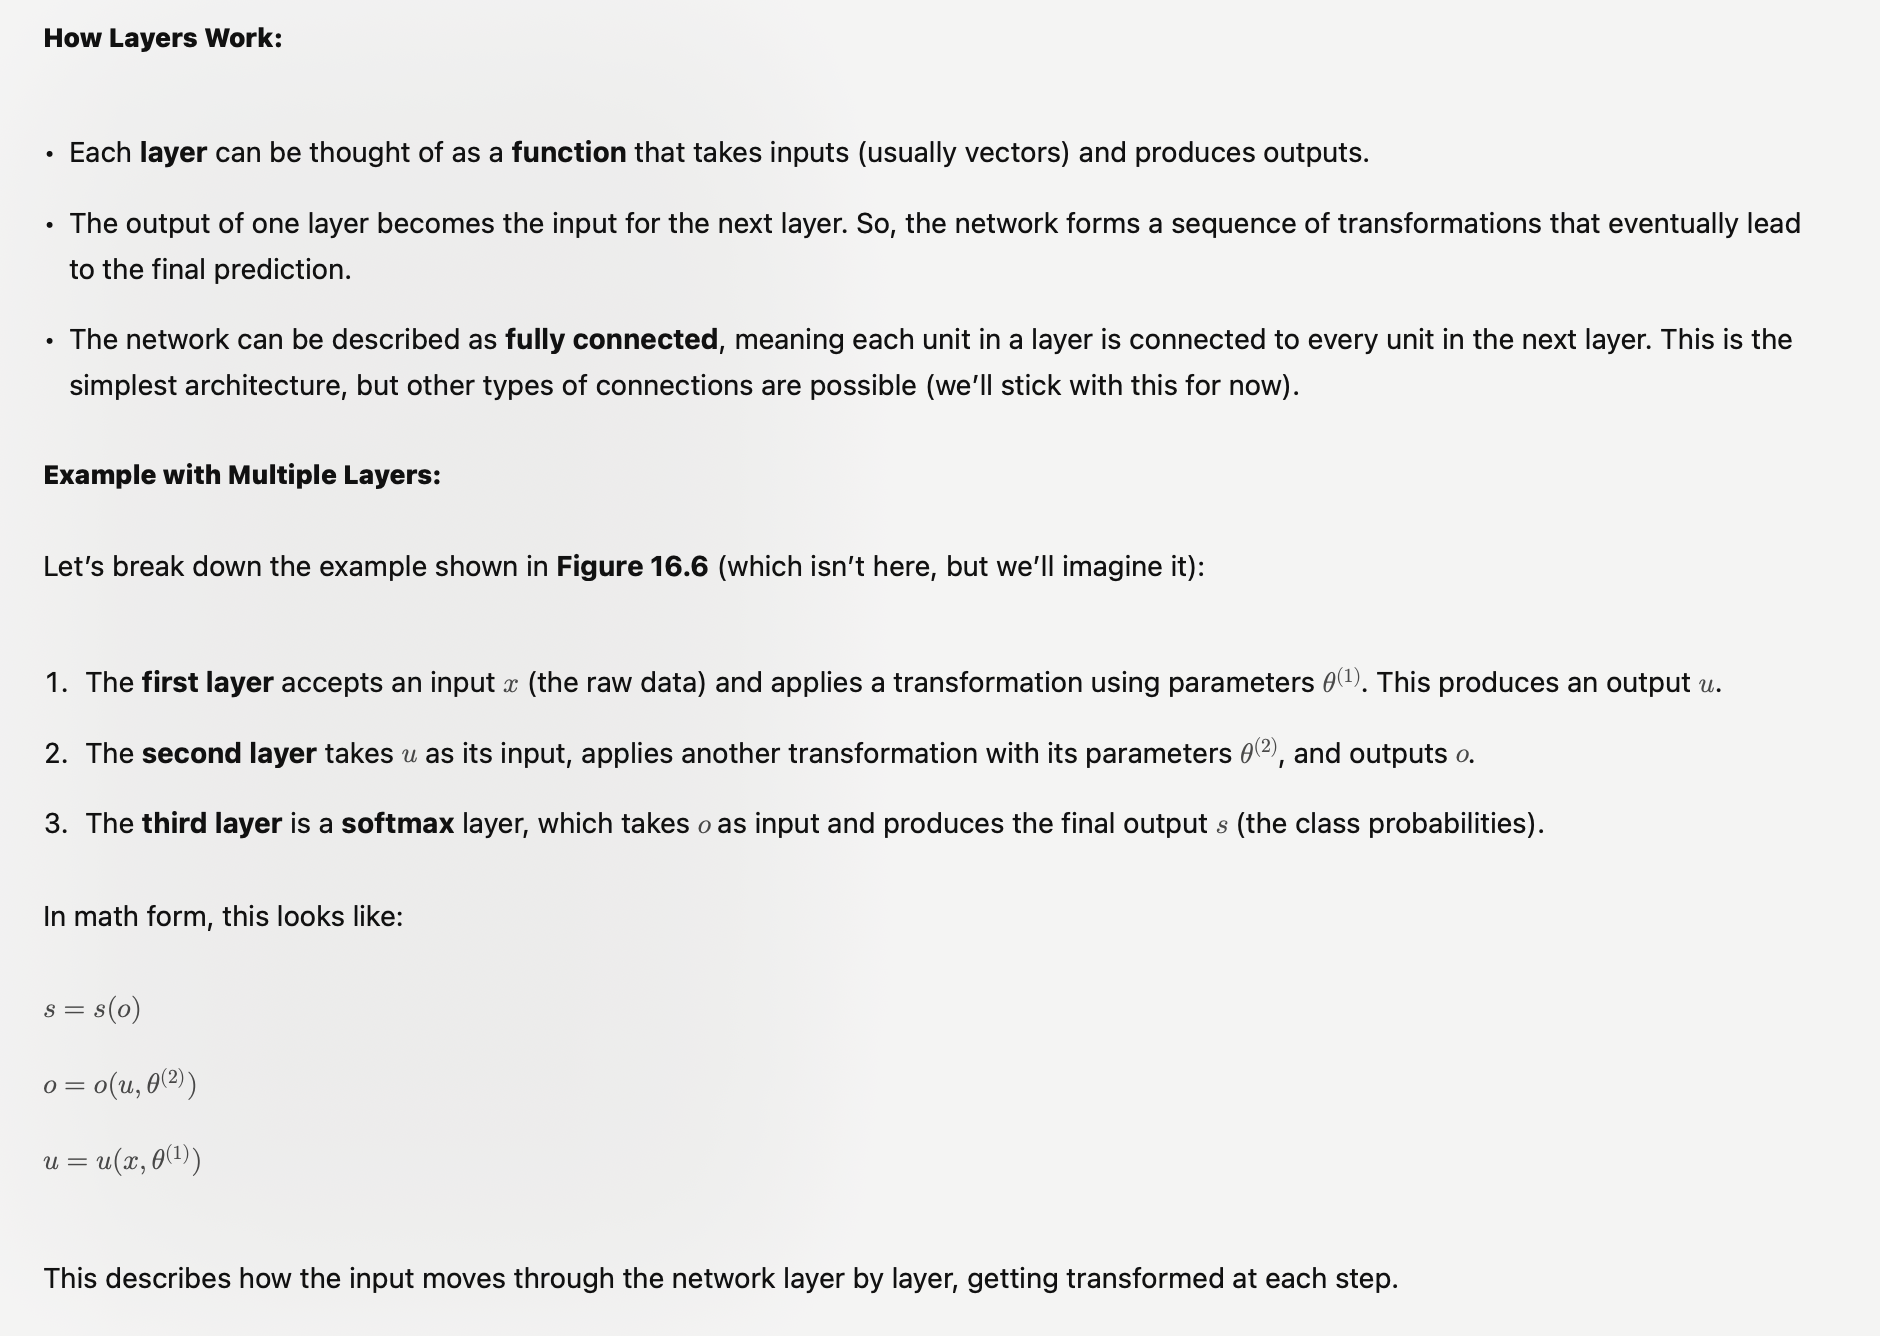 How Layers Work:
• Each layer can be thought of as a function that takes inputs (usually vectors) and produces outputs.
• The output of one layer becomes the input for the next layer. So, the network forms a sequence of transformations that eventually lead
to the final prediction.
• The network can be described as fully connected, meaning each unit in a layer is connected to every unit in the next layer. This is the
simplest architecture, but other types of connections are possible (we’ll stick with this for now).
Example with Multiple Layers:
Let’s break down the example shown in Figure 16.6 (which isn’t here, but we’ll imagine it):
1. The first layer accepts an input x (the raw data) and applies a transformation using parameters θ⁽¹⁾. This produces an output u.
2. The second layer takes u as its input, applies another transformation with its parameters θ⁽²⁾, and outputs o.
3. The third layer is a softmax layer, which takes o as input and produces the final output s (the class probabilities).
In math form, this looks like:
s = s(o)
o = o(u, θ⁽²⁾)
u = u(x, θ⁽¹⁾)
This describes how the input moves through the network layer by layer, getting transformed at each step.